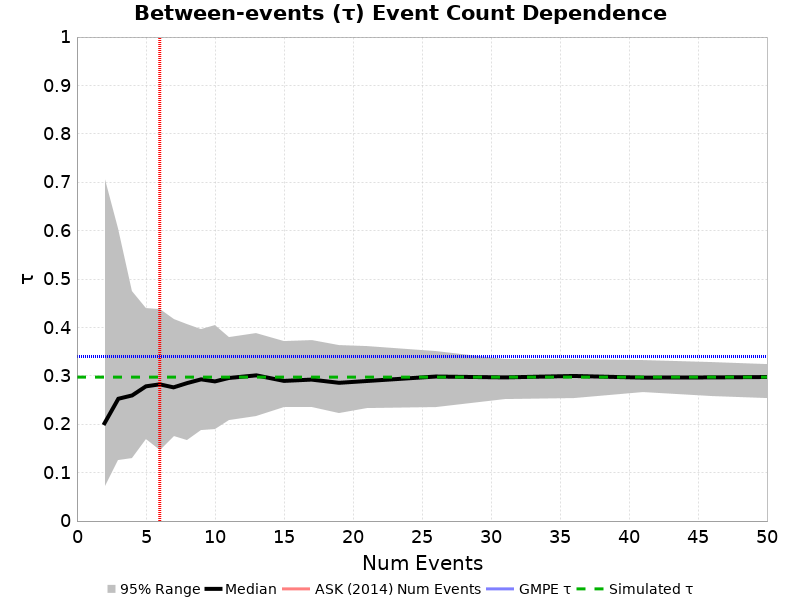 Between-events (τ) Event Count Dependence
1
0.9
0.8
0.7
0.6
0.5
0.4
0.3
0.2
0.1
0
τ
0 5 10 15 20 25 30 35 40 45 50
Num Events
95% Range Median ASK (2014) Num Events GMPE τ Simulated τ